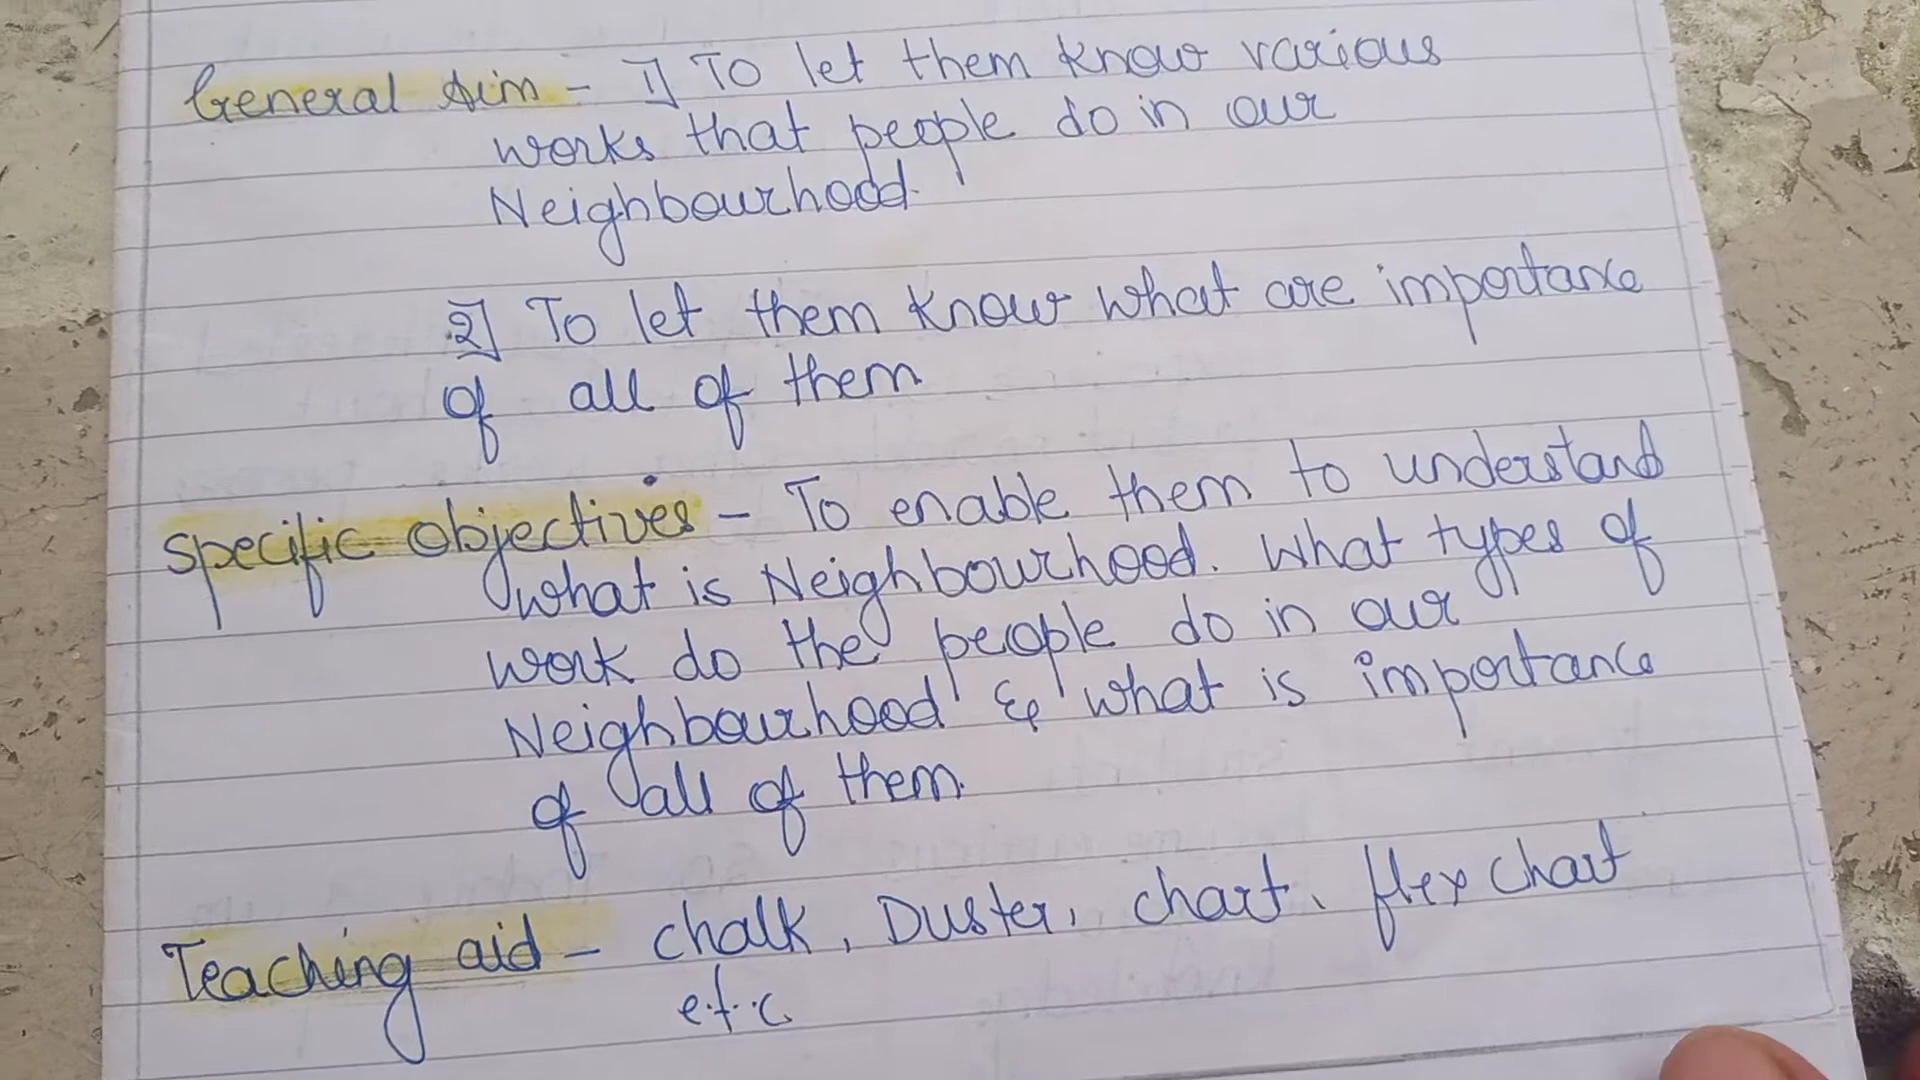 General Aim - 1] To let them know various
works that people do in our
Neighbourhood.
2] To let them know what are importance
of all of them
specific objectives - To enable them to understand
what is Neighbourhood. What types of
work do the people do in our
Neighbourhood & what is importance
of all of them.
Teaching aid - chalk, Duster, chart, flex chart
e.t.c